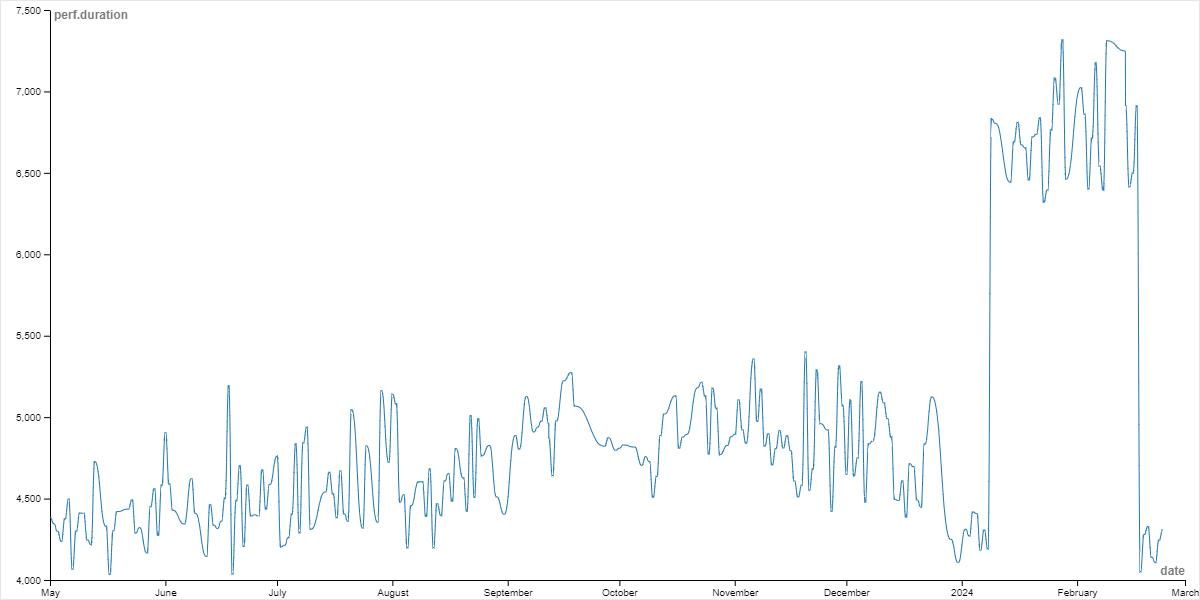 perf.duration
7,500
7,000
6,500
6,000
5,500
5,000
4,500
4,000
date
May June July August September October November December 2024 February March